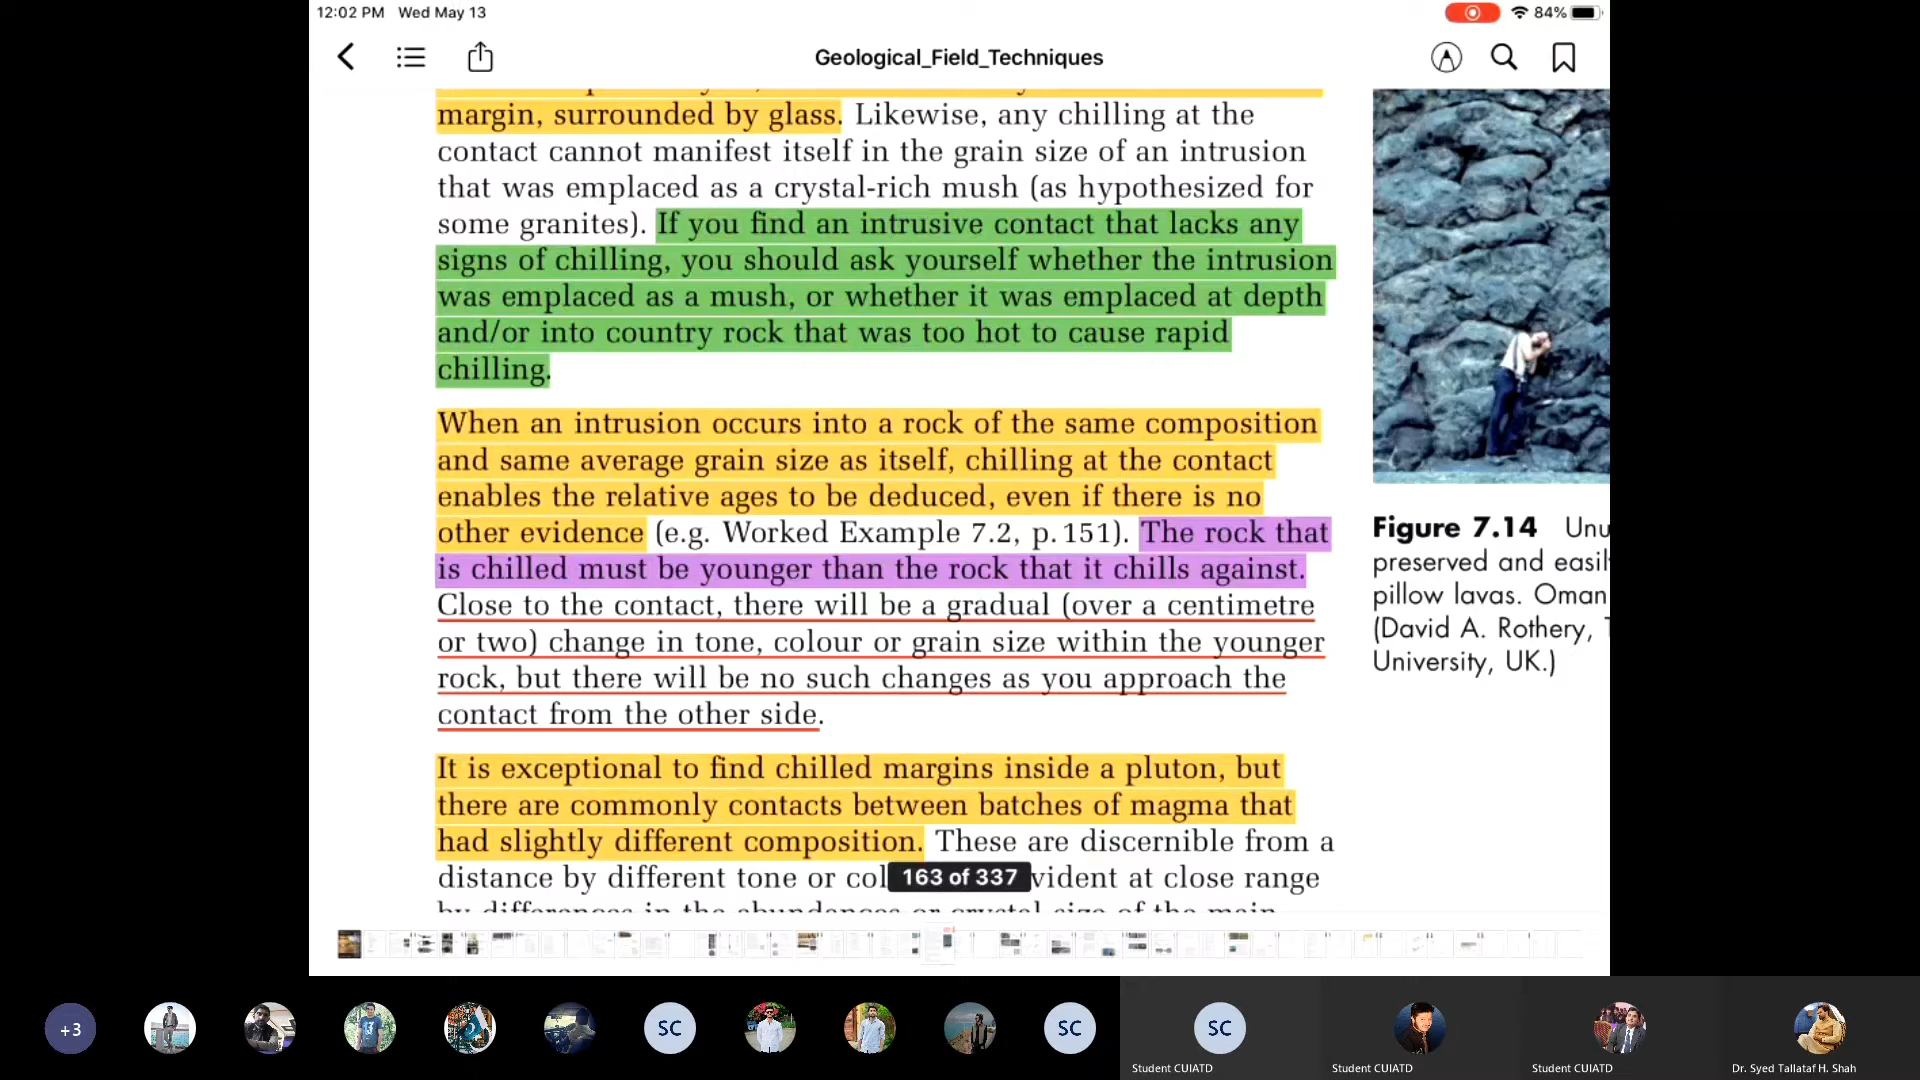 12:02 PM Wed May 13
84%
Geological_Field_Techniques
margin, surrounded by glass. Likewise, any chilling at the
contact cannot manifest itself in the grain size of an intrusion
that was emplaced as a crystal-rich mush (as hypothesized for
some granites). If you find an intrusive contact that lacks any
signs of chilling, you should ask yourself whether the intrusion
was emplaced as a mush, or whether it was emplaced at depth
and/or into country rock that was too hot to cause rapid
chilling.
When an intrusion occurs into a rock of the same composition
and same average grain size as itself, chilling at the contact
enables the relative ages to be deduced, even if there is no
other evidence (e.g. Worked Example 7.2, p. 151). The rock that
is chilled must be younger than the rock that it chills against.
Close to the contact, there will be a gradual (over a centimetre
or two) change in tone, colour or grain size within the younger
rock, but there will be no such changes as you approach the
contact from the other side.
It is exceptional to find chilled margins inside a pluton, but
there are commonly contacts between batches of magma that
had slightly different composition. These are discernible from a
distance by different tone or col
vident at close range
163 of 337
Figure 7.14 Unu
preserved and easil
pillow lavas. Oman
(David A. Rothery,
University, UK.)
+3
SC
SC
SC
Student CUIATD
Student CUIATD
Student CUIATD
Dr. Syed Tallataf H. Shah